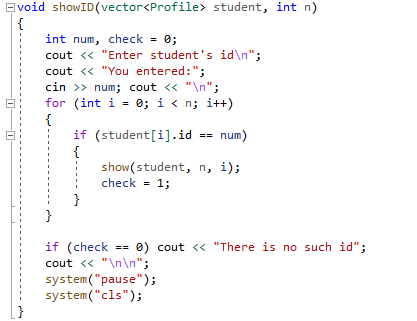 void showID(vector<Profile> student, int n)
{
int num, check = 0;
cout << "Enter student's id\n";
cout << "You entered:";
cin >> num; cout << "\n";
for (int i = 0; i < n; i++)
{
if (student[i].id == num)
{
show(student, n, i);
check = 1;
}
}
if (check == 0) cout << "There is no such id";
cout << "\n\n";
system("pause");
system("cls");
}